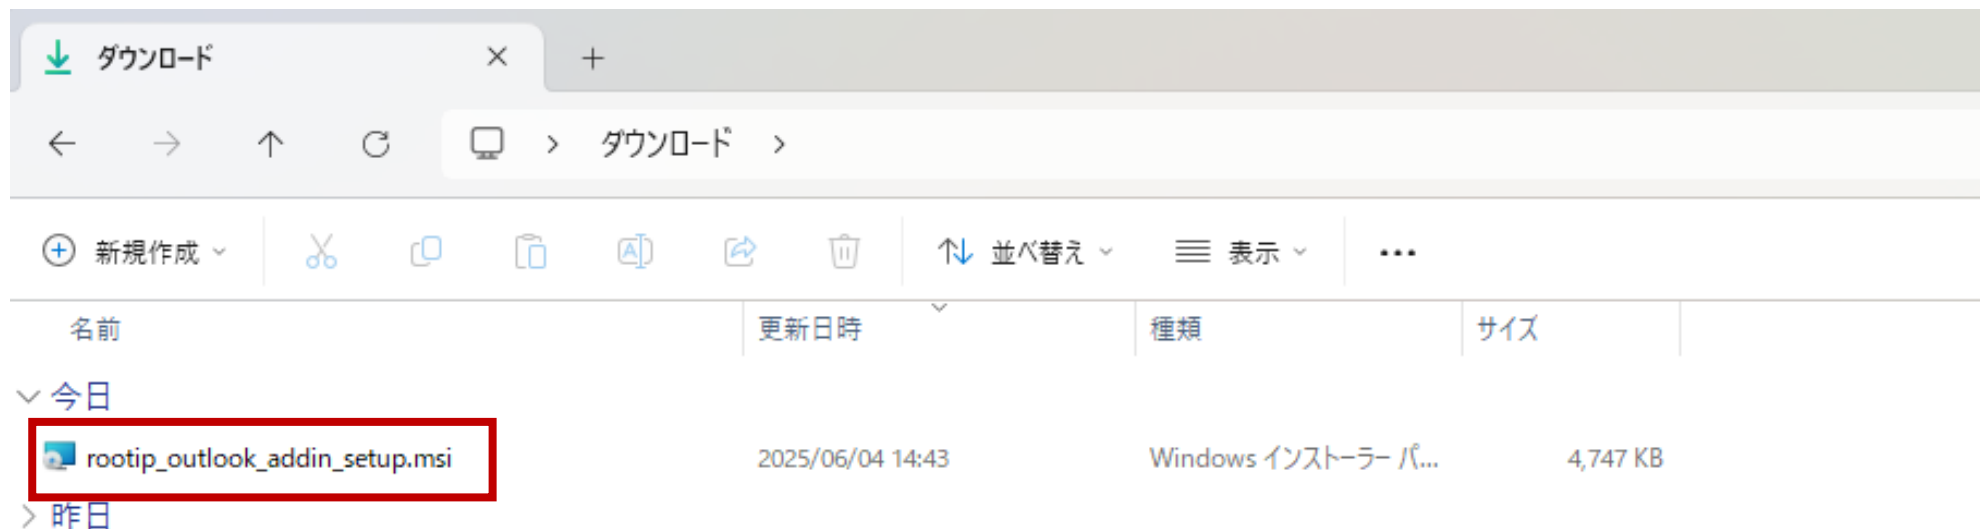 ダウンロード
ダウンロード
新規作成 並べ替え 表示
名前 更新日時 種類 サイズ
今日
rootip_outlook_addin_setup.msi 2025/06/04 14:43 Windows インストーラー パ... 4,747 KB
昨日